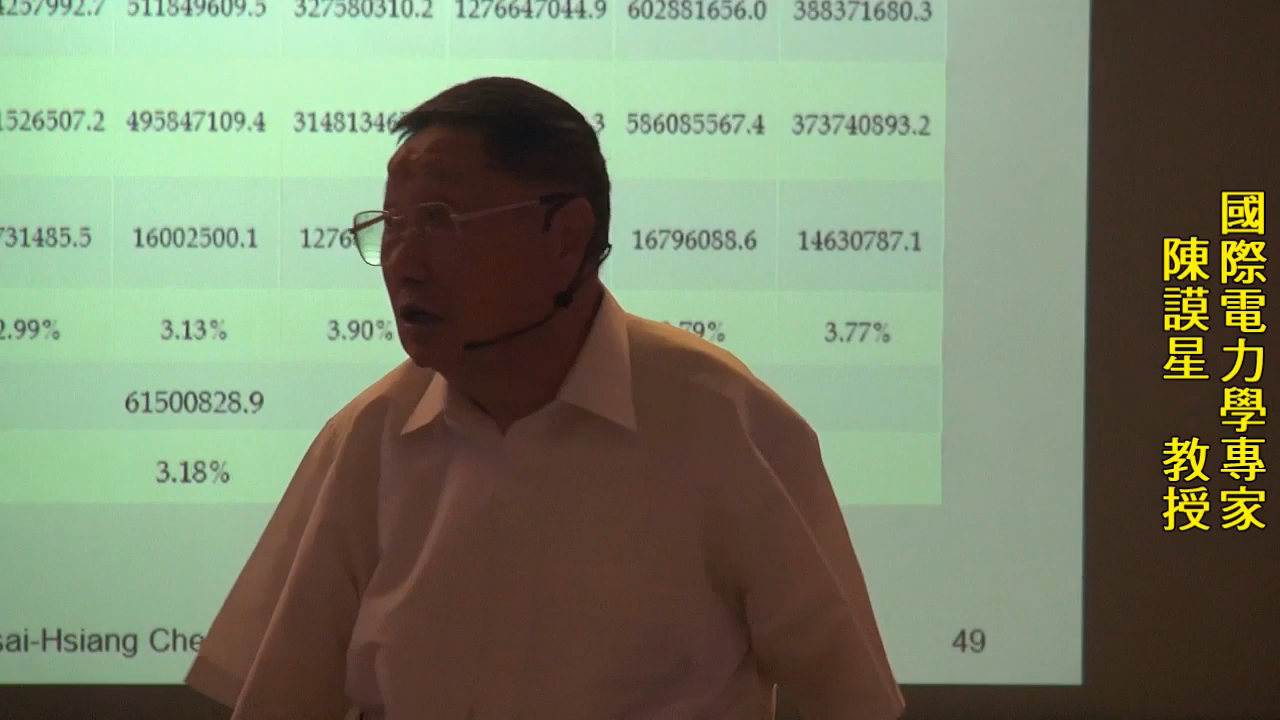 511849609.5 327580310.2 1276647044.9 602881656.0 388371680.3
1526507.2 495847109.4 586085567.4 373740893.2
731485.5 16002500.1 16796088.6 14630787.1
2.99% 3.13% 3.90% 3.77%
61500828.9
3.18%
sai-Hsiang Che 49
國際電力學專家
陳謨星 教授